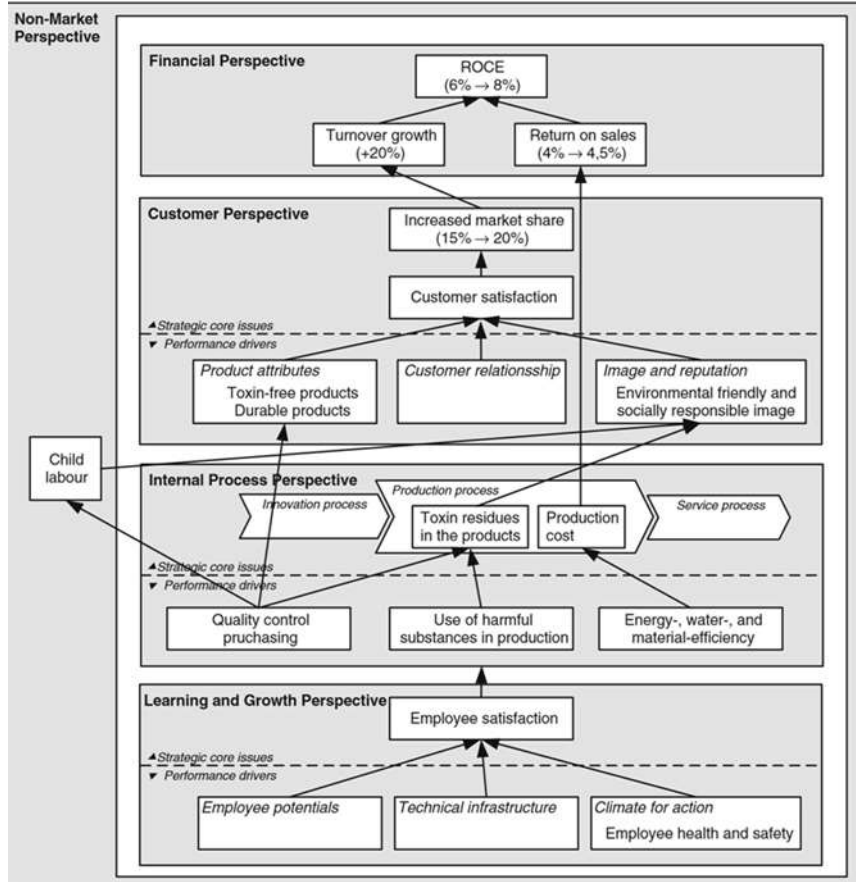 Non-Market
Perspective
Financial Perspective
ROCE
(6% → 8%)
Turnover growth
(+20%)
Return on sales
(4% → 4,5%)
Customer Perspective
Increased market share
(15% → 20%)
Customer satisfaction
Strategic core issues
Performance drivers
Product attributes
Toxin-free products
Durable products
Customer relationsship
Image and reputation
Environmental friendly and
socially responsible image
Child
labour
Internal Process Perspective
Innovation process
Production process
Toxin residues
in the products
Production
cost
Service process
Strategic core issues
Performance drivers
Quality control
pruchasing
Use of harmful
substances in production
Energy-, water-, and
material-efficiency
Learning and Growth Perspective
Employee satisfaction
Strategic core issues
Performance drivers
Employee potentials
Technical infrastructure
Climate for action
Employee health and safety